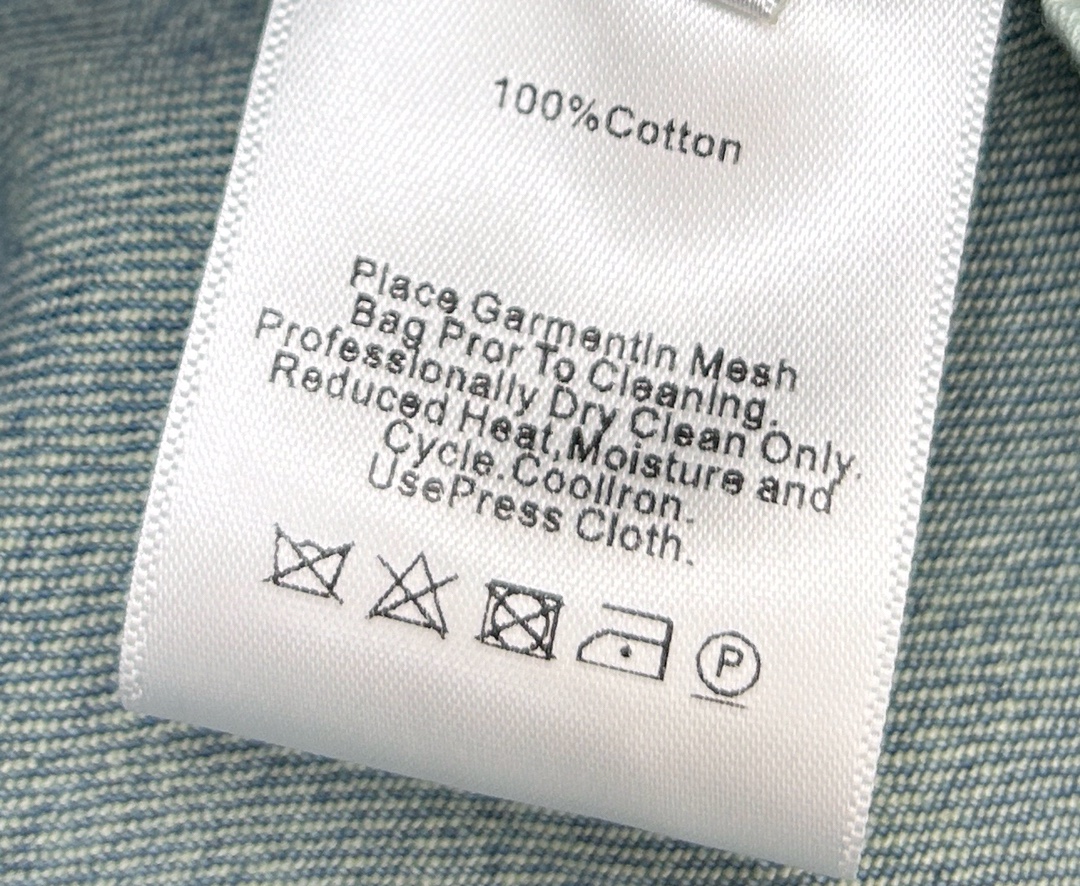 100%Cotton
Place GarmentIn Mesh
Bag Pror To CleanIng.
ProfessIonally Dry Clean Only.
Reduced Heat,Moisture and
Cycle.CoolIron.
UsePress Cloth.
P